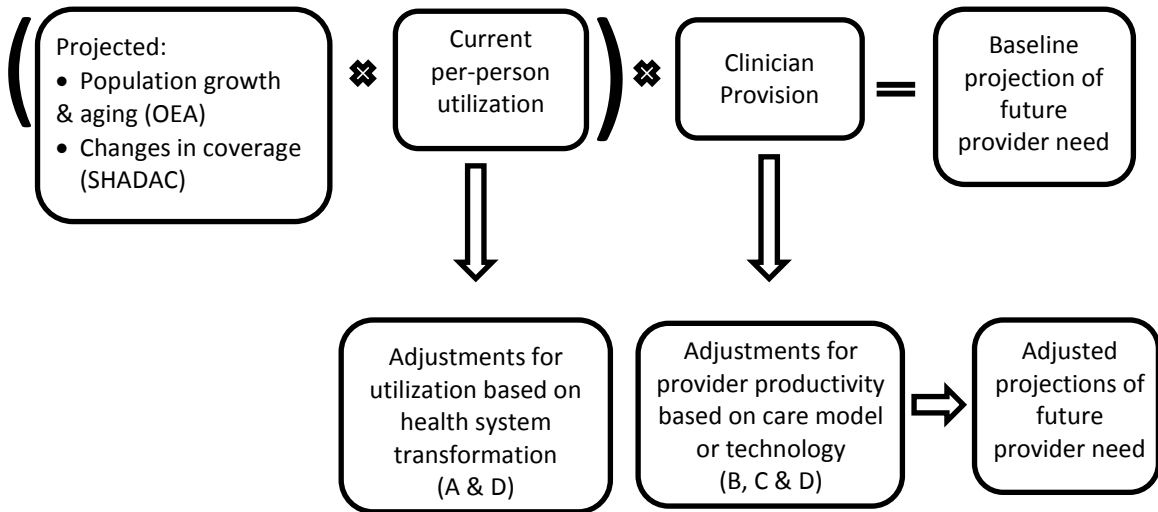 Projected:
• Population growth
& aging (OEA)
• Changes in coverage
(SHADAC)
Current
per-person
utilization
Clinician
Provision
Baseline
projection of
future
provider need
Adjustments for
utilization based on
health system
transformation
(A & D)
Adjustments for
provider productivity
based on care model
or technology
(B, C & D)
Adjusted
projections of
future
provider need